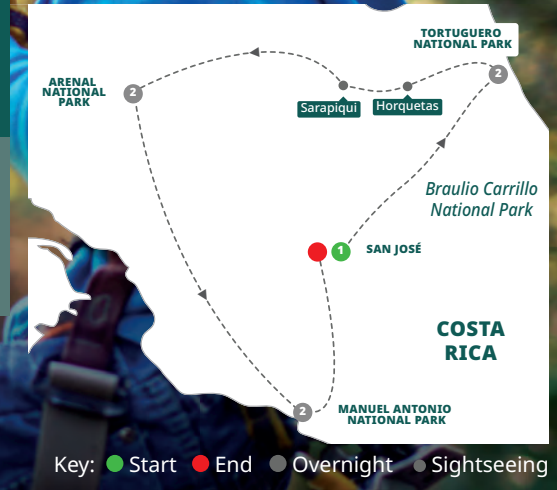 TORTUGUERO
NATIONAL PARK
2
ARENAL
NATIONAL
PARK
2
Sarapiqui
Horquetas
Braulio Carrillo
National Park
1
SAN JOSÉ
COSTA
RICA
2
MANUEL ANTONIO
NATIONAL PARK
Key: Start End Overnight Sightseeing